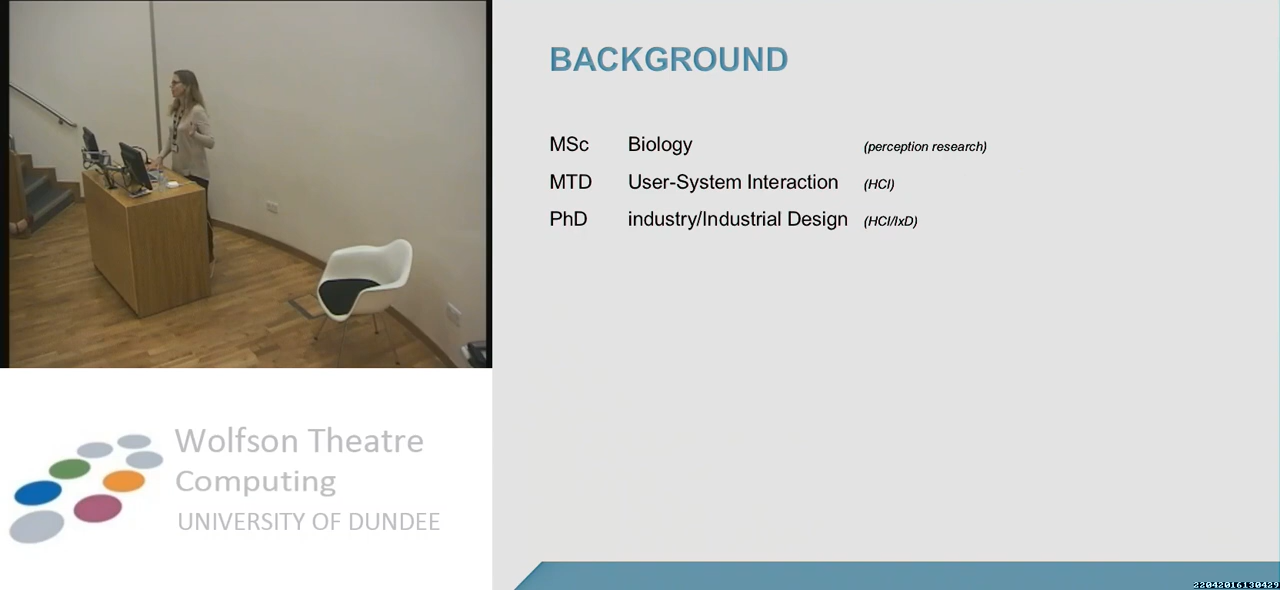 BACKGROUND
MSc Biology (perception research)
MTD User-System Interaction (HCI)
PhD industry/Industrial Design (HCI/IxD)
Wolfson Theatre
Computing
UNIVERSITY OF DUNDEE
22042016130429